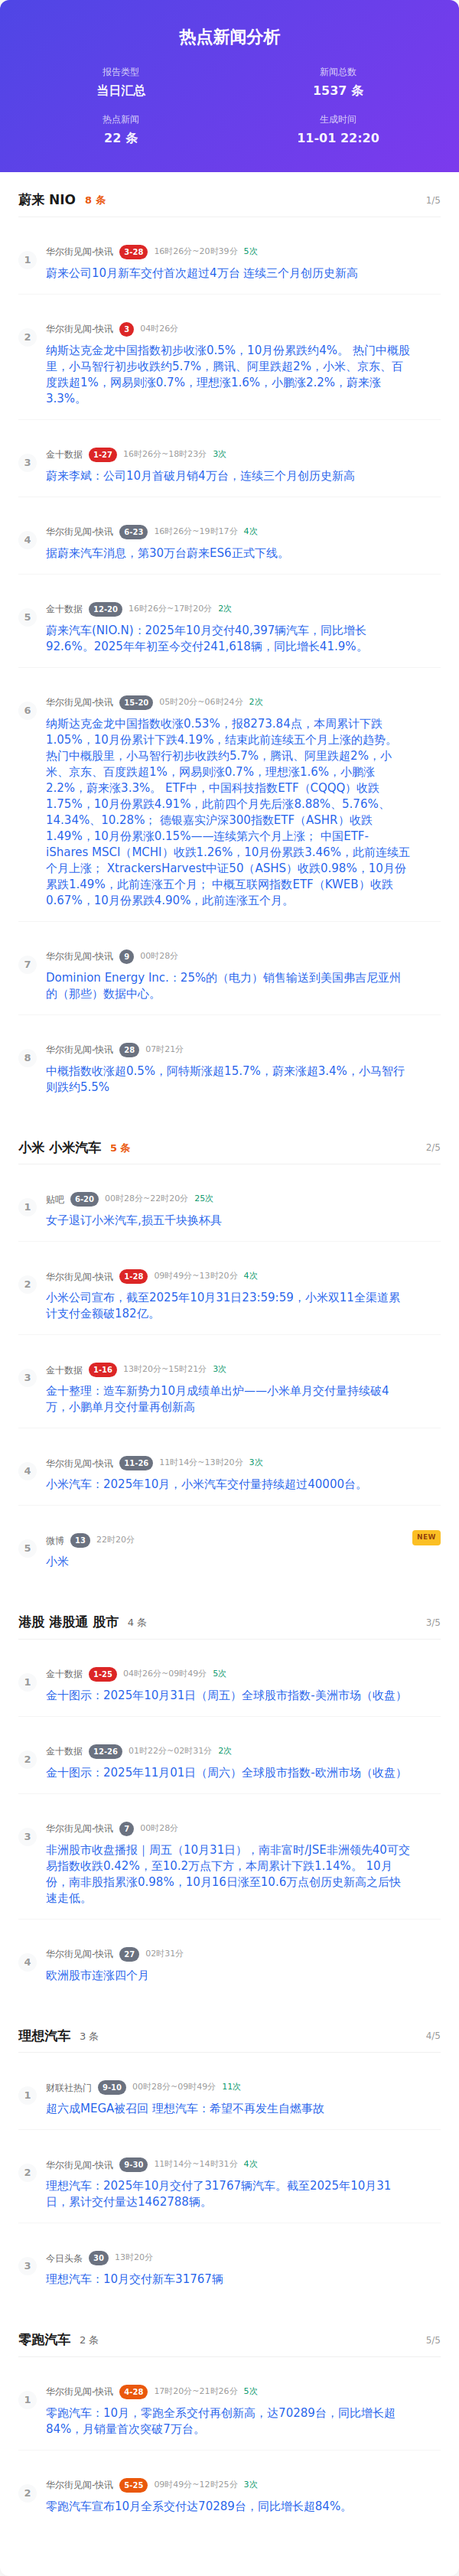 热点新闻分析
报告类型
当日汇总
新闻总数
1537 条
热点新闻
22 条
生成时间
11-01 22:20
蔚来 NIO 8 条 1/5
1
华尔街见闻-快讯 3-28 16时26分~20时39分 5次
蔚来公司10月新车交付首次超过4万台 连续三个月创历史新高
2
华尔街见闻-快讯 3 04时26分
纳斯达克金龙中国指数初步收涨0.5%，10月份累跌约4%。 热门中概股
里，小马智行初步收跌约5.7%，腾讯、阿里跌超2%，小米、京东、百
度跌超1%，网易则涨0.7%，理想涨1.6%，小鹏涨2.2%，蔚来涨
3.3%。
3
金十数据 1-27 16时26分~18时23分 3次
蔚来李斌：公司10月首破月销4万台，连续三个月创历史新高
4
华尔街见闻-快讯 6-23 16时26分~19时17分 4次
据蔚来汽车消息，第30万台蔚来ES6正式下线。
5
金十数据 12-20 16时26分~17时20分 2次
蔚来汽车(NIO.N)：2025年10月交付40,397辆汽车，同比增长
92.6%。2025年年初至今交付241,618辆，同比增长41.9%。
6
华尔街见闻-快讯 15-20 05时20分~06时24分 2次
纳斯达克金龙中国指数收涨0.53%，报8273.84点，本周累计下跌
1.05%，10月份累计下跌4.19%，结束此前连续五个月上涨的趋势。
热门中概股里，小马智行初步收跌约5.7%，腾讯、阿里跌超2%，小
米、京东、百度跌超1%，网易则涨0.7%，理想涨1.6%，小鹏涨
2.2%，蔚来涨3.3%。 ETF中，中国科技指数ETF（CQQQ）收跌
1.75%，10月份累跌4.91%，此前四个月先后涨8.88%、5.76%、
14.34%、10.28%； 德银嘉实沪深300指数ETF（ASHR）收跌
1.49%，10月份累涨0.15%——连续第六个月上涨； 中国ETF-
iShares MSCI（MCHI）收跌1.26%，10月份累跌3.46%，此前连续五
个月上涨； XtrackersHarvest中证50（ASHS）收跌0.98%，10月份
累跌1.49%，此前连涨五个月； 中概互联网指数ETF（KWEB）收跌
0.67%，10月份累跌4.90%，此前连涨五个月。
7
华尔街见闻-快讯 9 00时28分
Dominion Energy Inc.：25%的（电力）销售输送到美国弗吉尼亚州
的（那些）数据中心。
8
华尔街见闻-快讯 28 07时21分
中概指数收涨超0.5%，阿特斯涨超15.7%，蔚来涨超3.4%，小马智行
则跌约5.5%
小米 小米汽车 5 条 2/5
1
贴吧 6-20 00时28分~22时20分 25次
女子退订小米汽车,损五千块换杯具
2
华尔街见闻-快讯 1-28 09时49分~13时20分 4次
小米公司宣布，截至2025年10月31日23:59:59，小米双11全渠道累
计支付金额破182亿。
3
金十数据 1-16 13时20分~15时21分 3次
金十整理：造车新势力10月成绩单出炉——小米单月交付量持续破4
万，小鹏单月交付量再创新高
4
华尔街见闻-快讯 11-26 11时14分~13时20分 3次
小米汽车：2025年10月，小米汽车交付量持续超过40000台。
5
微博 13 22时20分 NEW
小米
港股 港股通 股市 4 条 3/5
1
金十数据 1-25 04时26分~09时49分 5次
金十图示：2025年10月31日（周五）全球股市指数-美洲市场（收盘）
2
金十数据 12-26 01时22分~02时31分 2次
金十图示：2025年11月01日（周六）全球股市指数-欧洲市场（收盘）
3
华尔街见闻-快讯 7 00时28分
非洲股市收盘播报｜周五（10月31日），南非富时/JSE非洲领先40可交
易指数收跌0.42%，至10.2万点下方，本周累计下跌1.14%。 10月
份，南非股指累涨0.98%，10月16日涨至10.6万点创历史新高之后快
速走低。
4
华尔街见闻-快讯 27 02时31分
欧洲股市连涨四个月
理想汽车 3 条 4/5
1
财联社热门 9-10 00时28分~09时49分 11次
超六成MEGA被召回 理想汽车：希望不再发生自燃事故
2
华尔街见闻-快讯 9-30 11时14分~14时31分 4次
理想汽车：2025年10月交付了31767辆汽车。截至2025年10月31
日，累计交付量达1462788辆。
3
今日头条 30 13时20分
理想汽车：10月交付新车31767辆
零跑汽车 2 条 5/5
1
华尔街见闻-快讯 4-28 17时20分~21时26分 5次
零跑汽车：10月，零跑全系交付再创新高，达70289台，同比增长超
84%，月销量首次突破7万台。
2
华尔街见闻-快讯 5-25 09时49分~12时25分 3次
零跑汽车宣布10月全系交付达70289台，同比增长超84%。